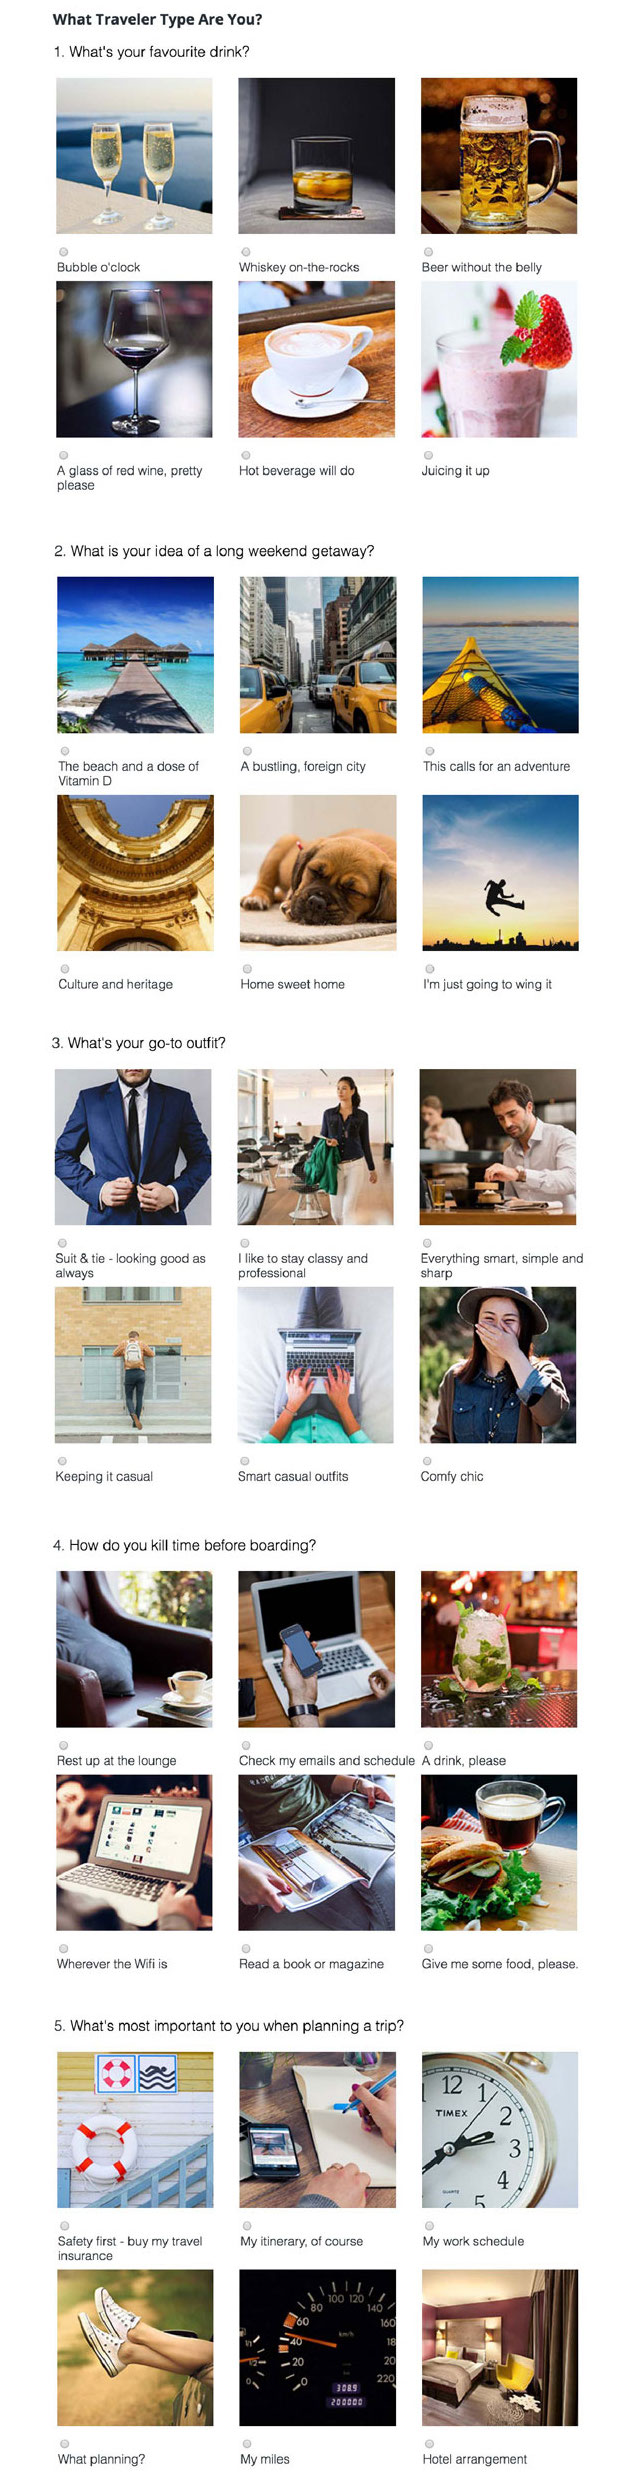 What Traveler Type Are You?
1. What's your favourite drink?
Bubble o'clock
Whiskey on-the-rocks
Beer without the belly
A glass of red wine, pretty
please
Hot beverage will do
Juicing it up
2. What is your idea of a long weekend getaway?
The beach and a dose of
Vitamin D
A bustling, foreign city
This calls for an adventure
Culture and heritage
Home sweet home
I'm just going to wing it
3. What's your go-to outfit?
Suit & tie - looking good as
always
I like to stay classy and
professional
Everything smart, simple and
sharp
Keeping it casual
Smart casual outfits
Comfy chic
4. How do you kill time before boarding?
Rest up at the lounge
Check my emails and schedule
A drink, please
Wherever the Wifi is
Read a book or magazine
Give me some food, please.
5. What's most important to you when planning a trip?
12
1
TIMEX
2
3
4
QUARTZ
5
Safety first - buy my travel
insurance
My itinerary, of course
My work schedule
100 120
80
140
60
160
km/h
40
18
20
20
0
220
308.9
200000
What planning?
My miles
Hotel arrangement